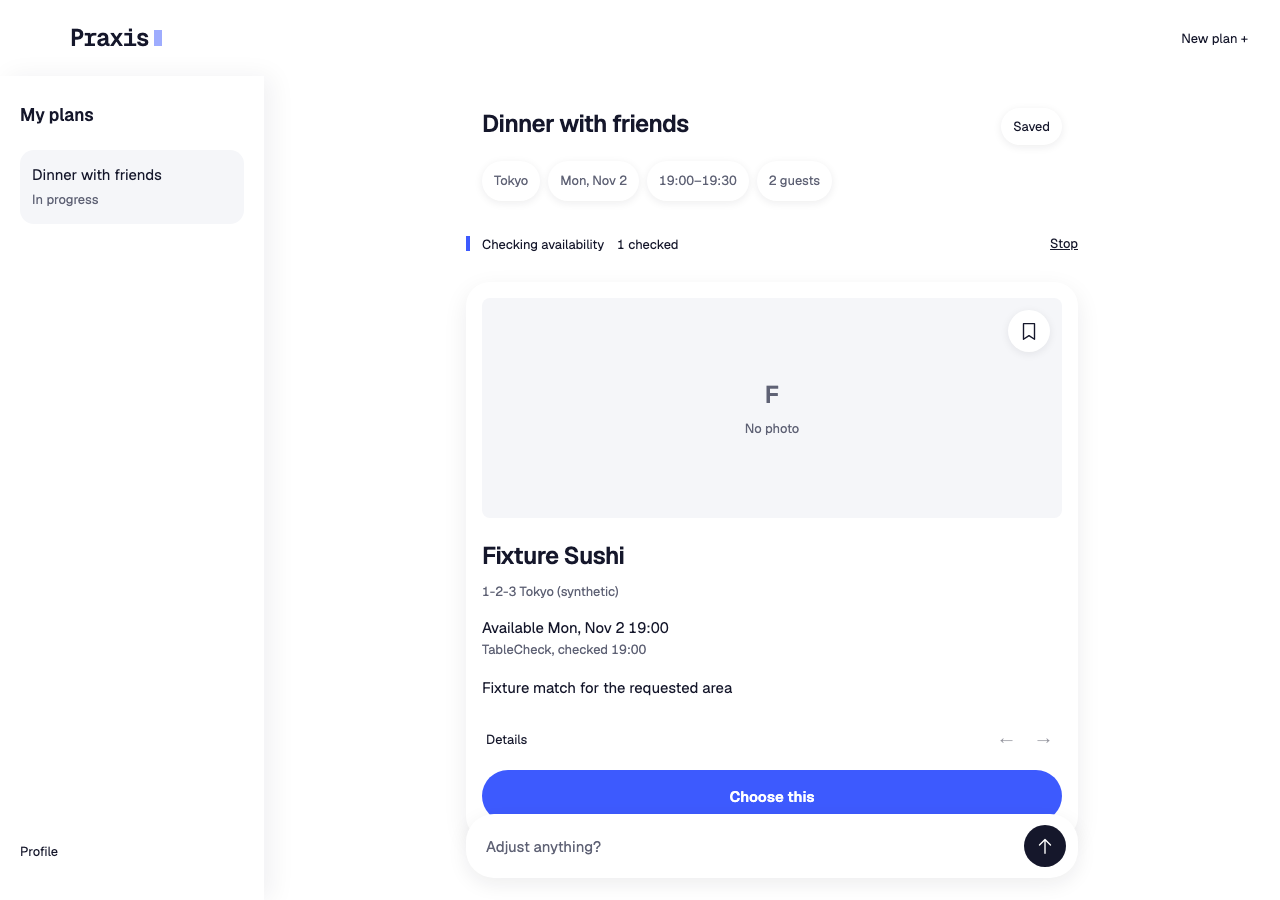 Praxis
New plan +
My plans
Dinner with friends
In progress
Profile
Dinner with friends
Saved
Tokyo
Mon, Nov 2
19:00–19:30
2 guests
Checking availability 1 checked
Stop
F
No photo
Fixture Sushi
1-2-3 Tokyo (synthetic)
Available Mon, Nov 2 19:00
TableCheck, checked 19:00
Fixture match for the requested area
Details
← →
Choose this
Adjust anything?